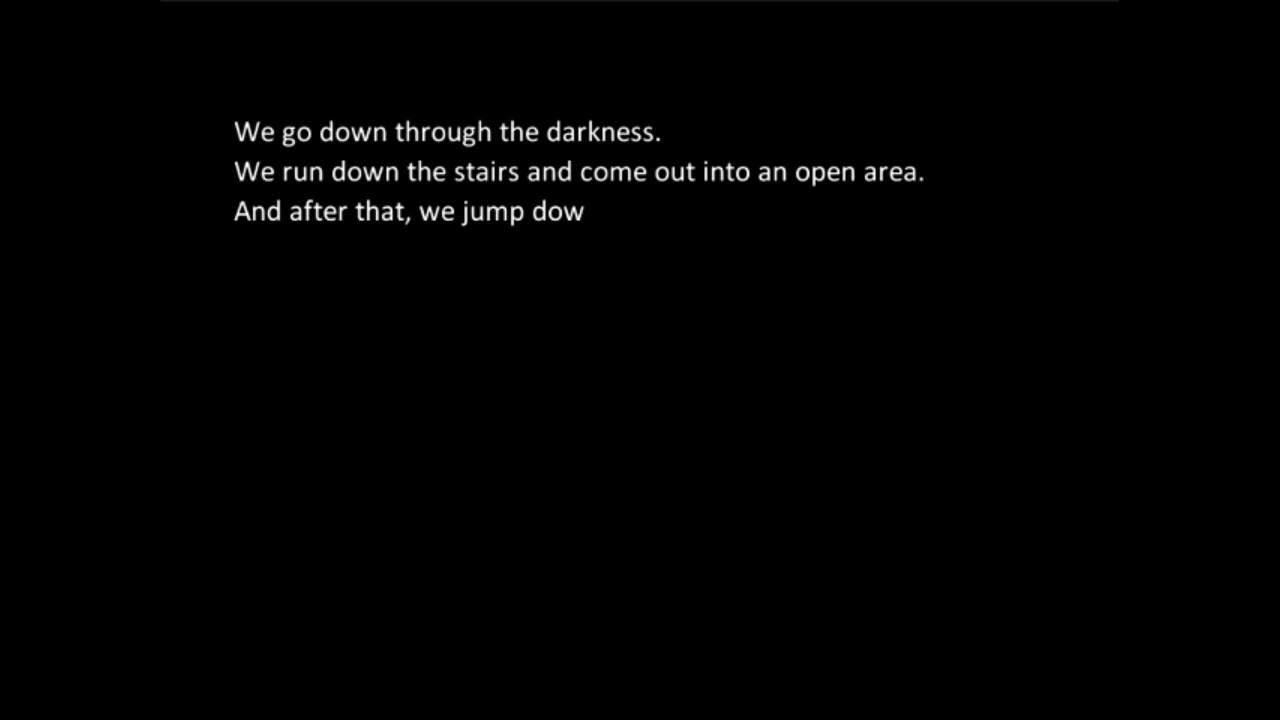 We go down through the darkness.
We run down the stairs and come out into an open area.
And after that, we jump dow